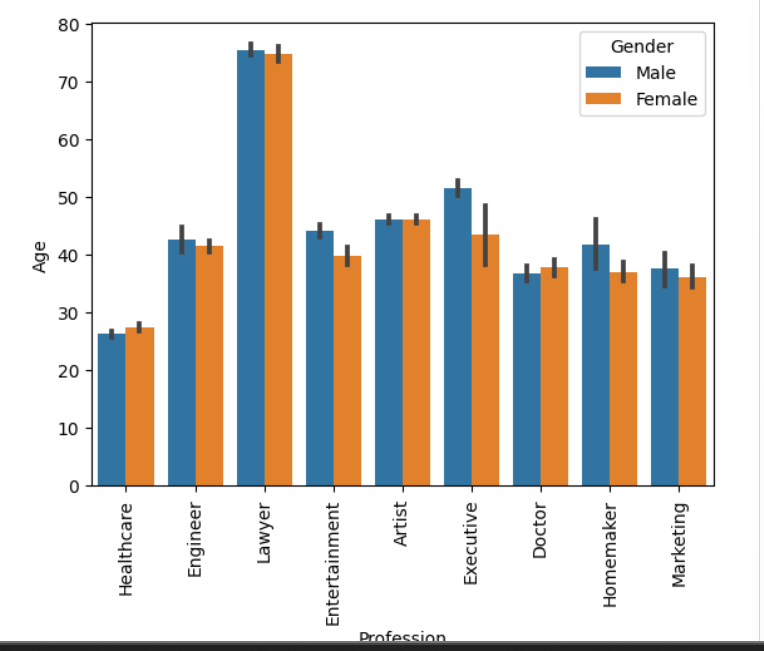 80
70
60
50
40
30
20
10
0
Age
Gender
Male
Female
Healthcare
Engineer
Lawyer
Entertainment
Artist
Executive
Doctor
Homemaker
Marketing
Profession